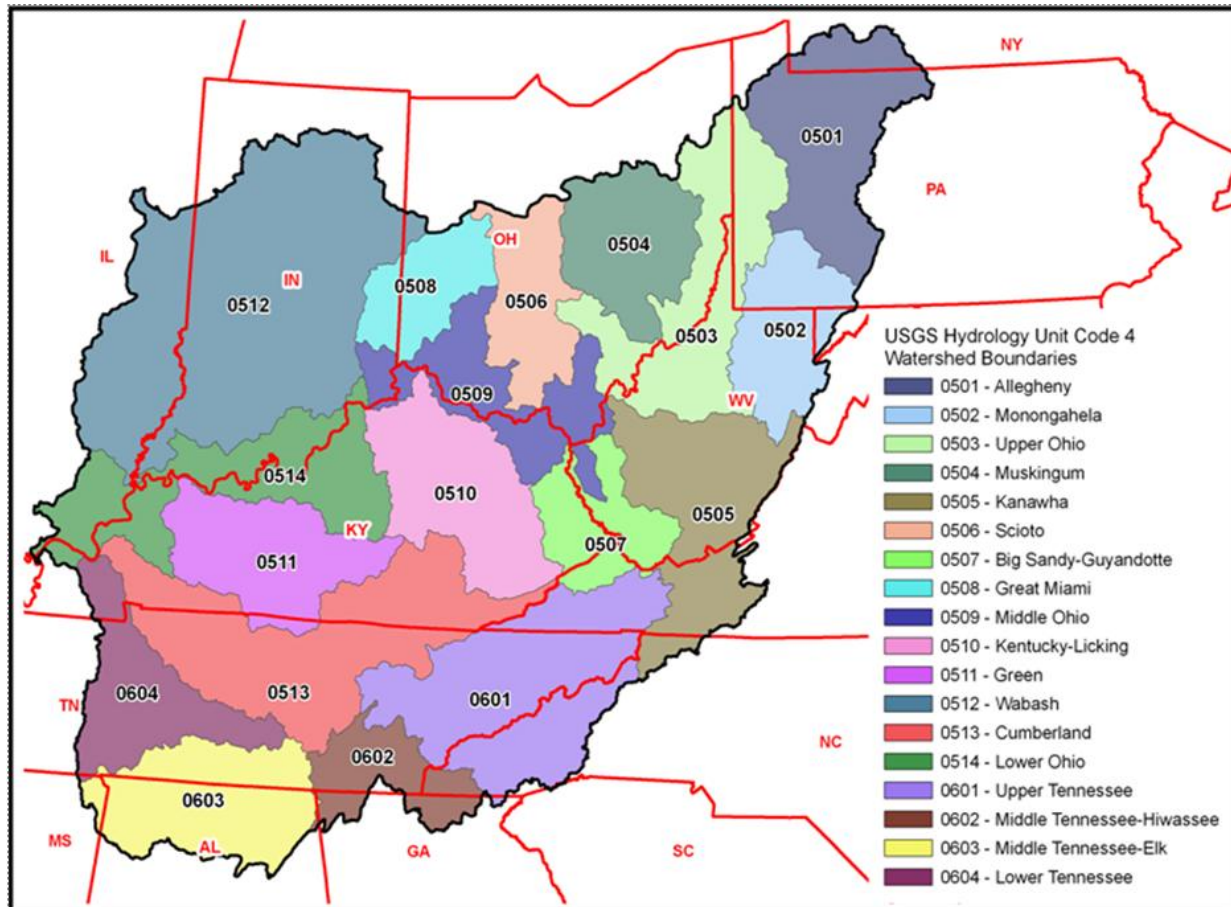 NY
0501
PA
IL
OH
0504
IN
0508
0506
0512
0503
0502
0509
WV
0514
0510
KY
0505
0507
0511
TN
0604
0513
0601
0602
NC
0603
MS
AL
GA
SC
USGS Hydrology Unit Code 4
Watershed Boundaries
0501 - Allegheny
0502 - Monongahela
0503 - Upper Ohio
0504 - Muskingum
0505 - Kanawha
0506 - Scioto
0507 - Big Sandy-Guyandotte
0508 - Great Miami
0509 - Middle Ohio
0510 - Kentucky-Licking
0511 - Green
0512 - Wabash
0513 - Cumberland
0514 - Lower Ohio
0601 - Upper Tennessee
0602 - Middle Tennessee-Hiwassee
0603 - Middle Tennessee-Elk
0604 - Lower Tennessee